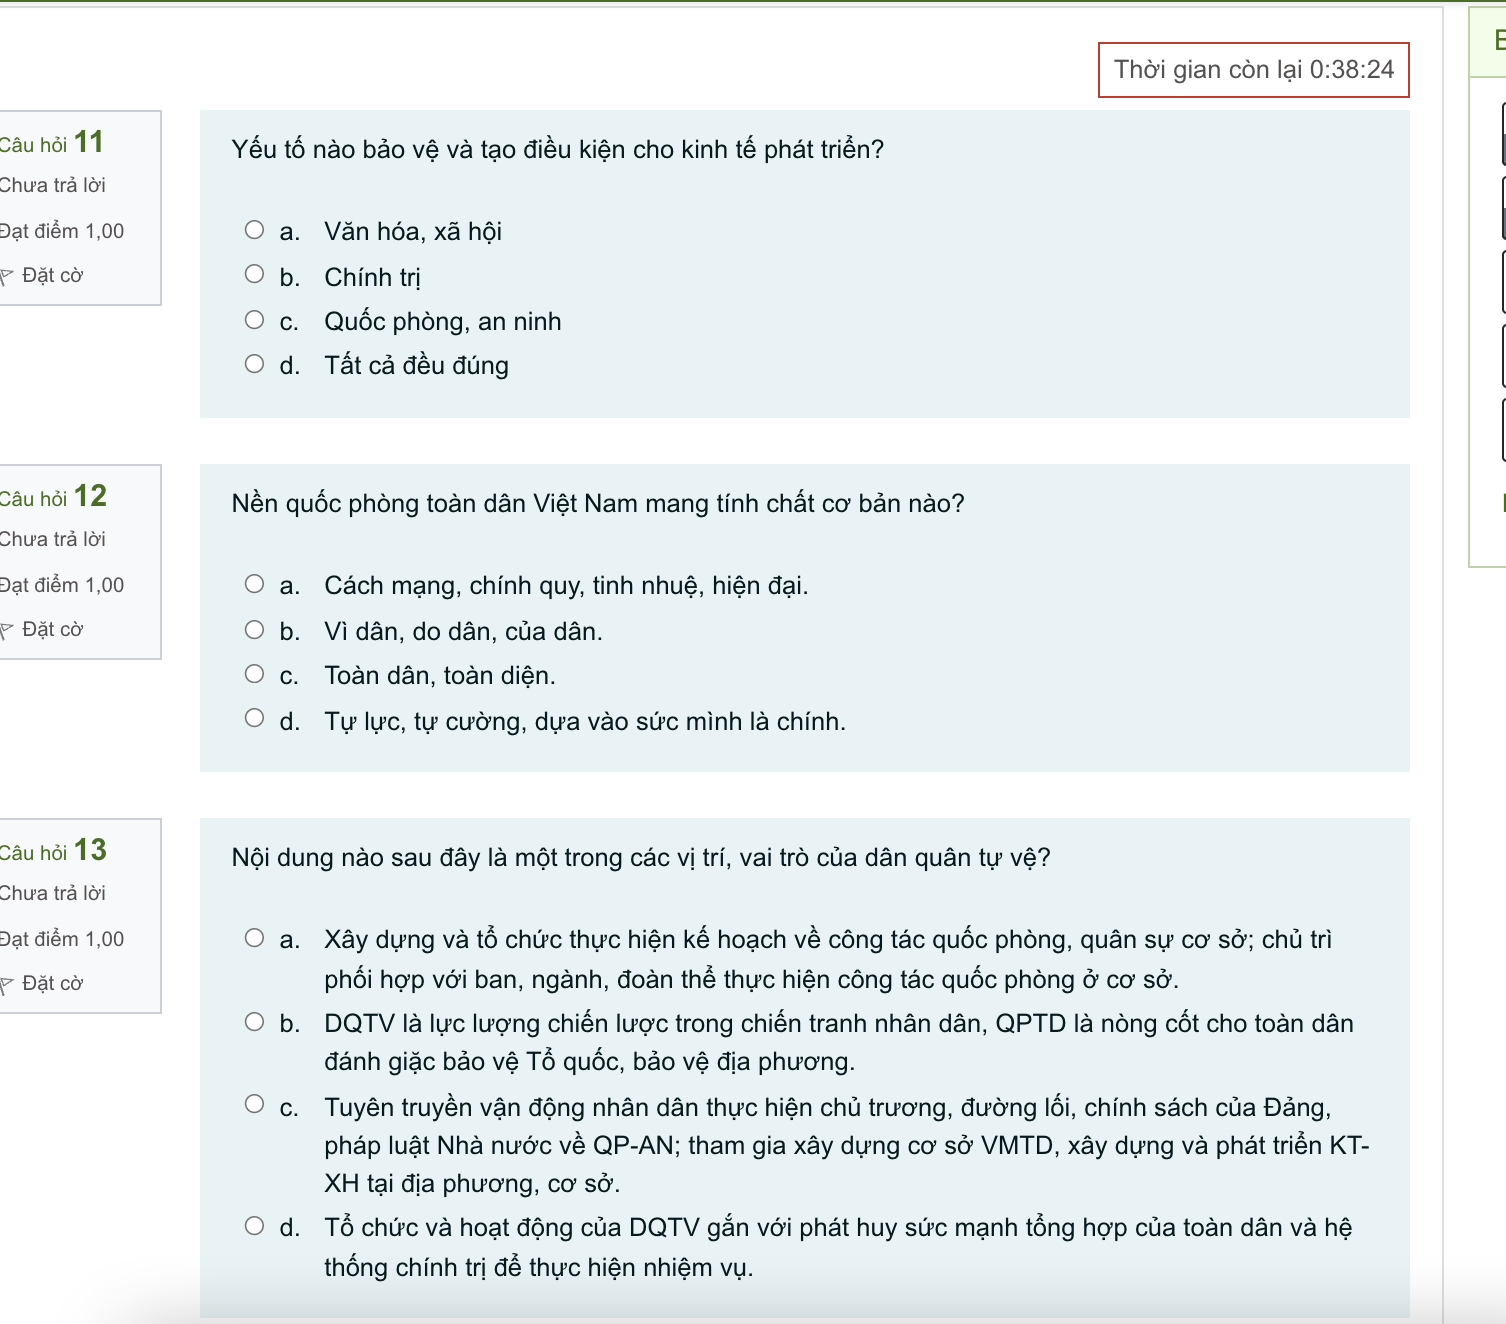 Thời gian còn lại 0:38:24
Câu hỏi 11
Chưa trả lời
Đạt điểm 1,00
Đặt cờ
Yếu tố nào bảo vệ và tạo điều kiện cho kinh tế phát triển?
a. Văn hóa, xã hội
b. Chính trị
c. Quốc phòng, an ninh
d. Tất cả đều đúng
Câu hỏi 12
Chưa trả lời
Đạt điểm 1,00
Đặt cờ
Nền quốc phòng toàn dân Việt Nam mang tính chất cơ bản nào?
a. Cách mạng, chính quy, tinh nhuệ, hiện đại.
b. Vì dân, do dân, của dân.
c. Toàn dân, toàn diện.
d. Tự lực, tự cường, dựa vào sức mình là chính.
Câu hỏi 13
Chưa trả lời
Đạt điểm 1,00
Đặt cờ
Nội dung nào sau đây là một trong các vị trí, vai trò của dân quân tự vệ?
a. Xây dựng và tổ chức thực hiện kế hoạch về công tác quốc phòng, quân sự cơ sở; chủ trì
phối hợp với ban, ngành, đoàn thể thực hiện công tác quốc phòng ở cơ sở.
b. DQTV là lực lượng chiến lược trong chiến tranh nhân dân, QPTD là nòng cốt cho toàn dân
đánh giặc bảo vệ Tổ quốc, bảo vệ địa phương.
c. Tuyên truyền vận động nhân dân thực hiện chủ trương, đường lối, chính sách của Đảng,
pháp luật Nhà nước về QP-AN; tham gia xây dựng cơ sở VMTD, xây dựng và phát triển KT-
XH tại địa phương, cơ sở.
d. Tổ chức và hoạt động của DQTV gắn với phát huy sức mạnh tổng hợp của toàn dân và hệ
thống chính trị để thực hiện nhiệm vụ.